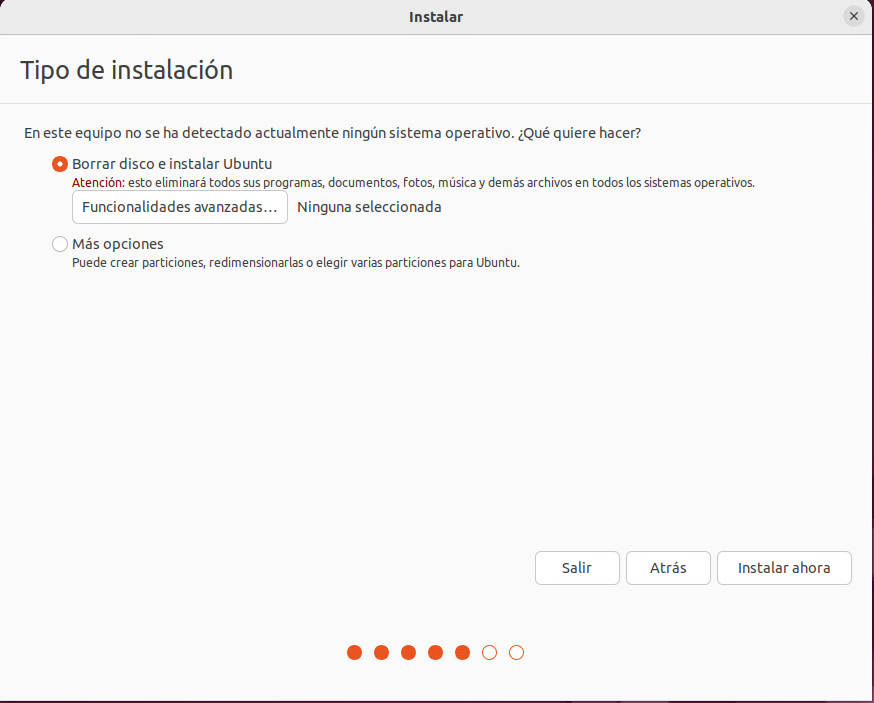 Instalar
Tipo de instalación
En este equipo no se ha detectado actualmente ningún sistema operativo. ¿Qué quiere hacer?
Borrar disco e instalar Ubuntu
Atención: esto eliminará todos sus programas, documentos, fotos, música y demás archivos en todos los sistemas operativos.
Funcionalidades avanzadas... Ninguna seleccionada
Más opciones
Puede crear particiones, redimensionarlas o elegir varias particiones para Ubuntu.
Salir Atrás Instalar ahora